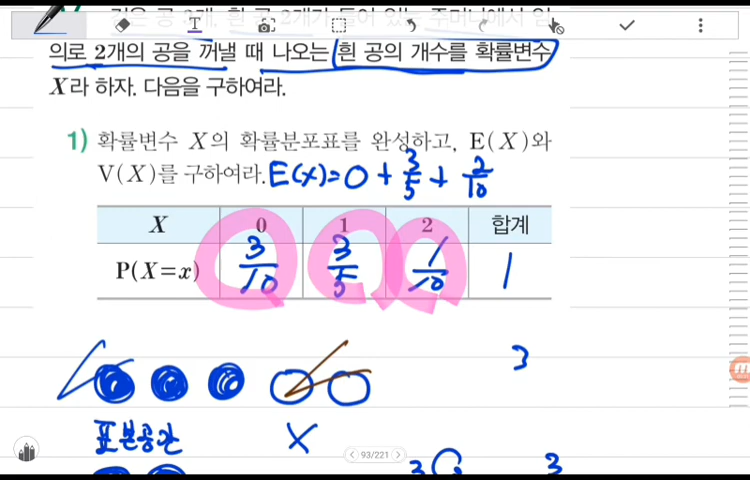 의로 2개의 공을 꺼낼 때 나오는 흰 공의 개수를 확률변수
X라 하자. 다음을 구하여라.
1) 확률변수 X의 확률분포표를 완성하고, E(X)와
V(X)를 구하여라. E(X)=0+3/5+2/10
X 0 1 2 합계
P(X=x) 3/10 3/5 1/10 1
3
표본공간 X
93/221
3 3